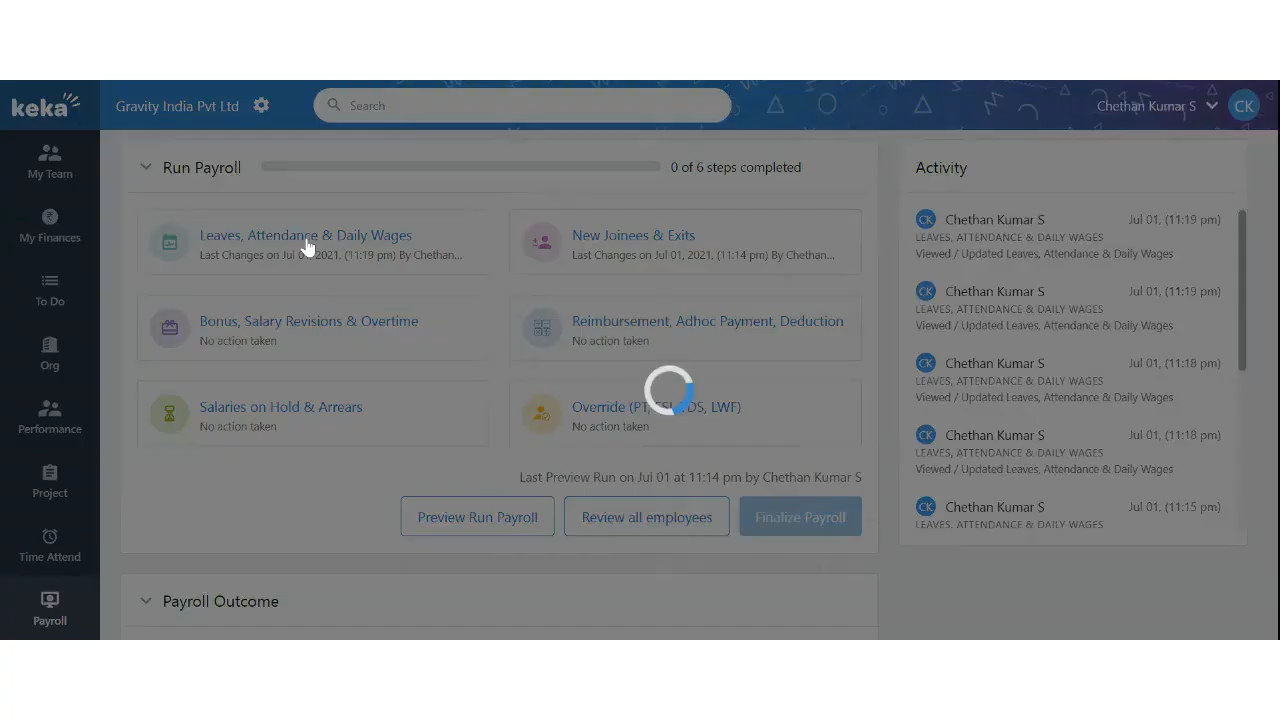 keka
Gravity India Pvt Ltd
Search
Chethan Kumar S
CK
My Team
My Finances
To Do
Org
Performance
Project
Time Attend
Payroll
Run Payroll
0 of 6 steps completed
Leaves, Attendance & Daily Wages
Last Changes on Jul 01, 2021, (11:19 pm) By Chethan...
New Joinees & Exits
Last Changes on Jul 01, 2021, (11:14 pm) By Chethan...
Bonus, Salary Revisions & Overtime
No action taken
Reimbursement, Adhoc Payment, Deduction
No action taken
Salaries on Hold & Arrears
No action taken
Override (PT, ESI, TDS, LWF)
No action taken
Last Preview Run on Jul 01 at 11:14 pm by Chethan Kumar S
Preview Run Payroll
Review all employees
Finalize Payroll
Payroll Outcome
Activity
CK Chethan Kumar S Jul 01, (11:19 pm)
LEAVES, ATTENDANCE & DAILY WAGES
Viewed / Updated Leaves, Attendance & Daily Wages
CK Chethan Kumar S Jul 01, (11:19 pm)
LEAVES, ATTENDANCE & DAILY WAGES
Viewed / Updated Leaves, Attendance & Daily Wages
CK Chethan Kumar S Jul 01, (11:18 pm)
LEAVES, ATTENDANCE & DAILY WAGES
Viewed / Updated Leaves, Attendance & Daily Wages
CK Chethan Kumar S Jul 01, (11:18 pm)
LEAVES, ATTENDANCE & DAILY WAGES
Viewed / Updated Leaves, Attendance & Daily Wages
CK Chethan Kumar S Jul 01, (11:15 pm)
LEAVES, ATTENDANCE & DAILY WAGES